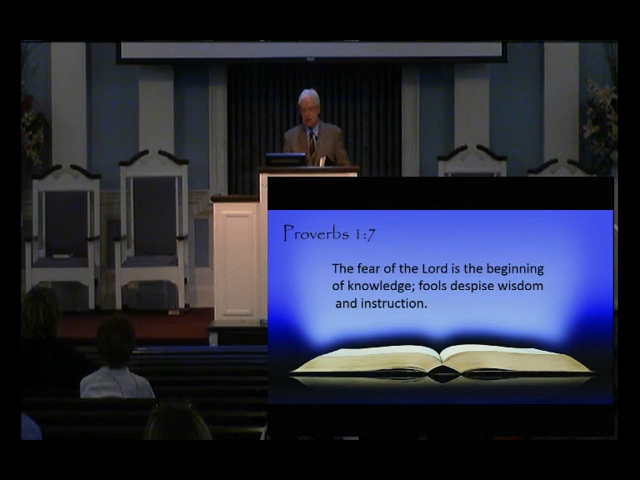 Proverbs 1:7
The fear of the Lord is the beginning
of knowledge; fools despise wisdom
and instruction.